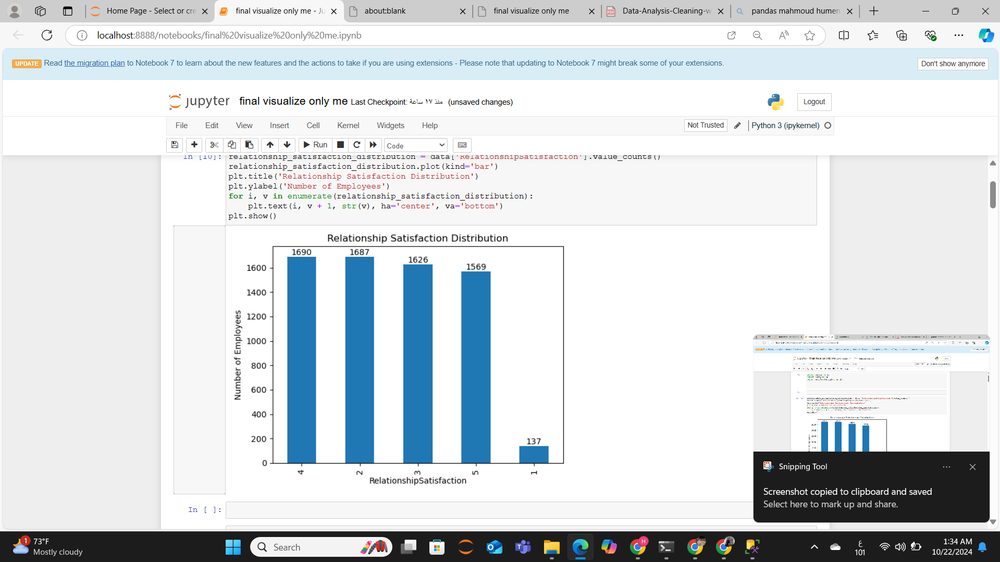 Home Page - Select or cre
final visualize only me - Ju
about:blank
final visualize only me
Data-Analysis-Cleaning-w
pandas mahmoud humen
localhost:8888/notebooks/final%20visualize%20only%20me.ipynb
UPDATE Read the migration plan to Notebook 7 to learn about the new features and the actions to take if you are using extensions - Please note that updating to Notebook 7 might break some of your extensions.
Don't show anymore
jupyter final visualize only me Last Checkpoint: منذ ١٧ ساعة (unsaved changes)
Logout
File Edit View Insert Cell Kernel Widgets Help
Not Trusted
Python 3 (ipykernel)
Run
Code
In [10]: relationship_satisfaction_distribution = data['RelationshipSatisfaction'].value_counts()
relationship_satisfaction_distribution.plot(kind='bar')
plt.title('Relationship Satisfaction Distribution')
plt.ylabel('Number of Employees')
for i, v in enumerate(relationship_satisfaction_distribution):
    plt.text(i, v + 1, str(v), ha='center', va='bottom')
plt.show()
Relationship Satisfaction Distribution
1690 1687 1626 1569 137
1600
1400
1200
1000
800
600
400
200
0
Number of Employees
4 2 3 5 1
RelationshipSatisfaction
In [ ]:
Snipping Tool
Screenshot copied to clipboard and saved
Select here to mark up and share.
1
73°F
Mostly cloudy
Search
H
ع
101
1:34 AM
10/22/2024